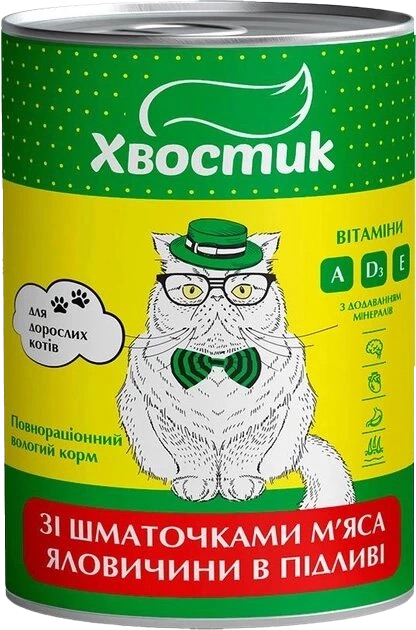 Хвостик
ВІТАМІНИ
A D3 E
З ДОДАВАННЯМ
МІНЕРАЛІВ
для
дорослих
котів
Повнораціонний
вологий корм
ЗІ ШМАТОЧКАМИ М'ЯСА
ЯЛОВИЧИНИ В ПІДЛИВІ